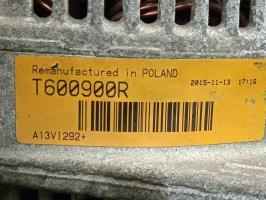 Remanufactured in POLAND
T600900R 2015-11-13 17:16
A13VI292+